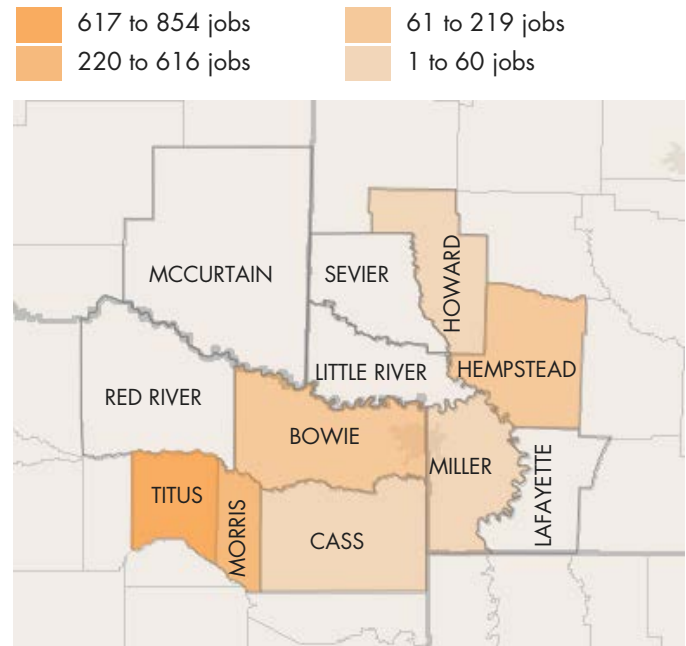 617 to 854 jobs
61 to 219 jobs
220 to 616 jobs
1 to 60 jobs
MCCURTAIN
SEVIER
HOWARD
LITTLE RIVER
HEMPSTEAD
RED RIVER
BOWIE
MILLER
LAFAYETTE
TITUS
MORRIS
CASS